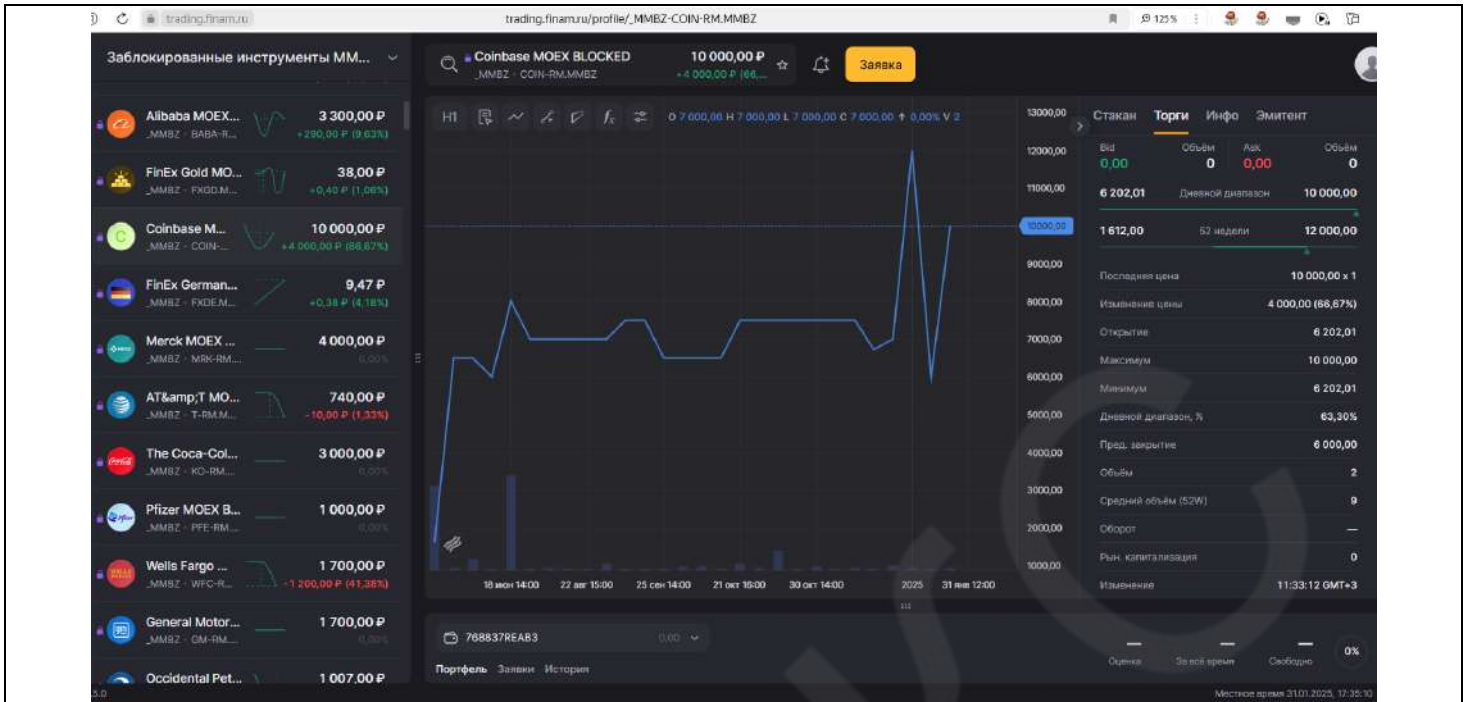 trading.finam.ru
trading.finam.ru/profile/_MMBZ-COIN-RM.MMBZ
125%
Заблокированные инструменты ММ...
Alibaba MOEX... 3 300,00 ₽
_MMBZ · BABA-R... +290,00 ₽ (9,63%)
FinEx Gold MO... 38,00 ₽
_MMBZ · FXGD.M... +0,40 ₽ (1,06%)
Coinbase M... 10 000,00 ₽
_MMBZ · COIN-... +4 000,00 ₽ (66,67%)
FinEx German... 9,47 ₽
_MMBZ · FXDE.M... +0,38 ₽ (4,18%)
Merck MOEX ... 4 000,00 ₽
_MMBZ · MRK-RM.... 0,00%
AT&amp;T MO... 740,00 ₽
_MMBZ · T-RM.M... -10,00 ₽ (1,33%)
The Coca-Col... 3 000,00 ₽
_MMBZ · KO-RM.... 0,00%
Pfizer MOEX B... 1 000,00 ₽
_MMBZ · PFE-RM.... 0,00%
Wells Fargo ... 1 700,00 ₽
_MMBZ · WFC-R... -1 200,00 ₽ (41,38%)
General Motor... 1 700,00 ₽
_MMBZ · GM-RM.... 0,00%
Occidental Pet... 1 007,00 ₽
Coinbase MOEX BLOCKED 10 000,00 ₽
_MMBZ · COIN-RM.MMBZ +4 000,00 ₽ (66,...
Заявка
H1
O 7 000,00 H 7 000,00 L 7 000,00 C 7 000,00 0,00% V 2
13000,00
12000,00
11000,00
10000,00
9000,00
8000,00
7000,00
6000,00
5000,00
4000,00
3000,00
2000,00
1000,00
18 июн 14:00 22 авг 15:00 25 сен 14:00 21 окт 16:00 30 окт 14:00 2025 31 янв 12:00
Стакан Торги Инфо Эмитент
Bid Объём Ask Объём
0,00 0 0,00 0
6 202,01 Дневной диапазон 10 000,00
1 612,00 52 недели 12 000,00
Последняя цена 10 000,00 x 1
Изменение цены 4 000,00 (66,67%)
Открытие 6 202,01
Максимум 10 000,00
Минимум 6 202,01
Дневной диапазон, % 63,30%
Пред. закрытие 6 000,00
Объём 2
Средний объём (52W) 9
Оборот —
Рын. капитализация 0
Изменение 11:33:12 GMT+3
768837REAB3 0,00
Портфель Заявки История
— — — 0%
Оценка За всё время Свободно
Местное время 31.01.2025, 17:35:10